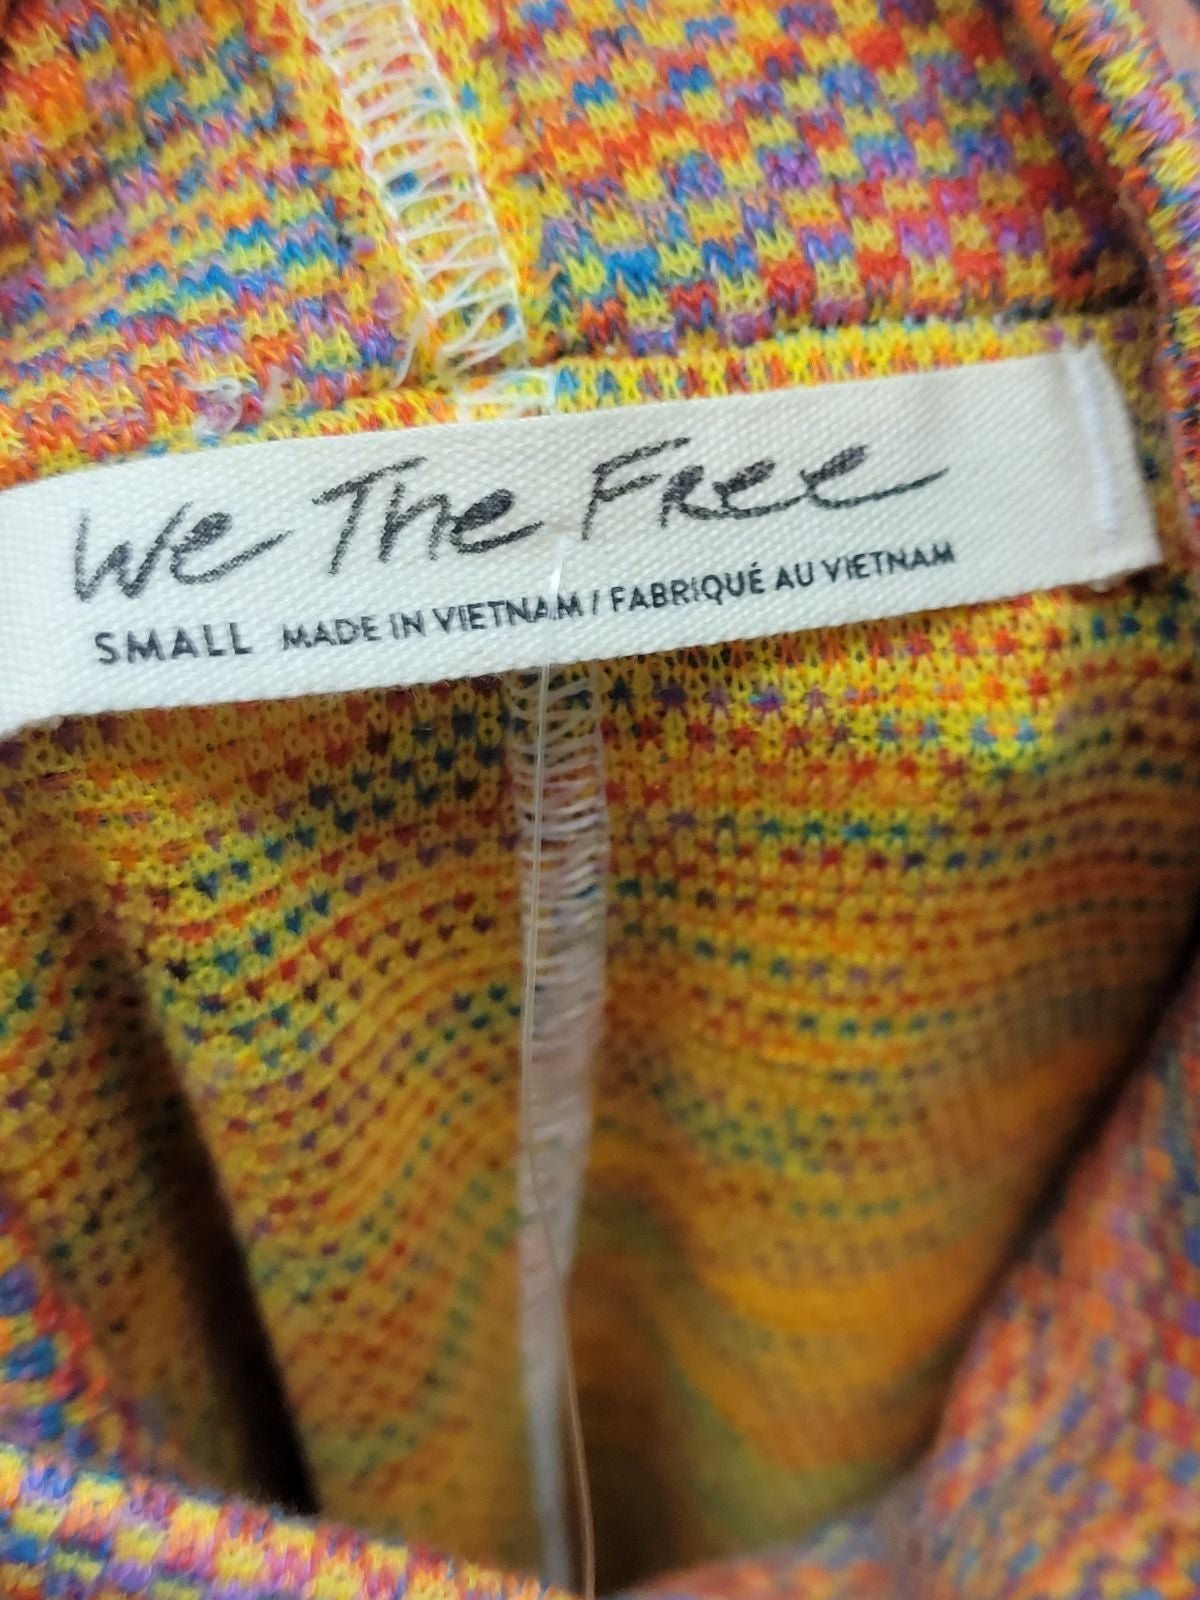 We The Free
SMALL MADE IN VIETNAM / FABRIQUÉ AU VIETNAM